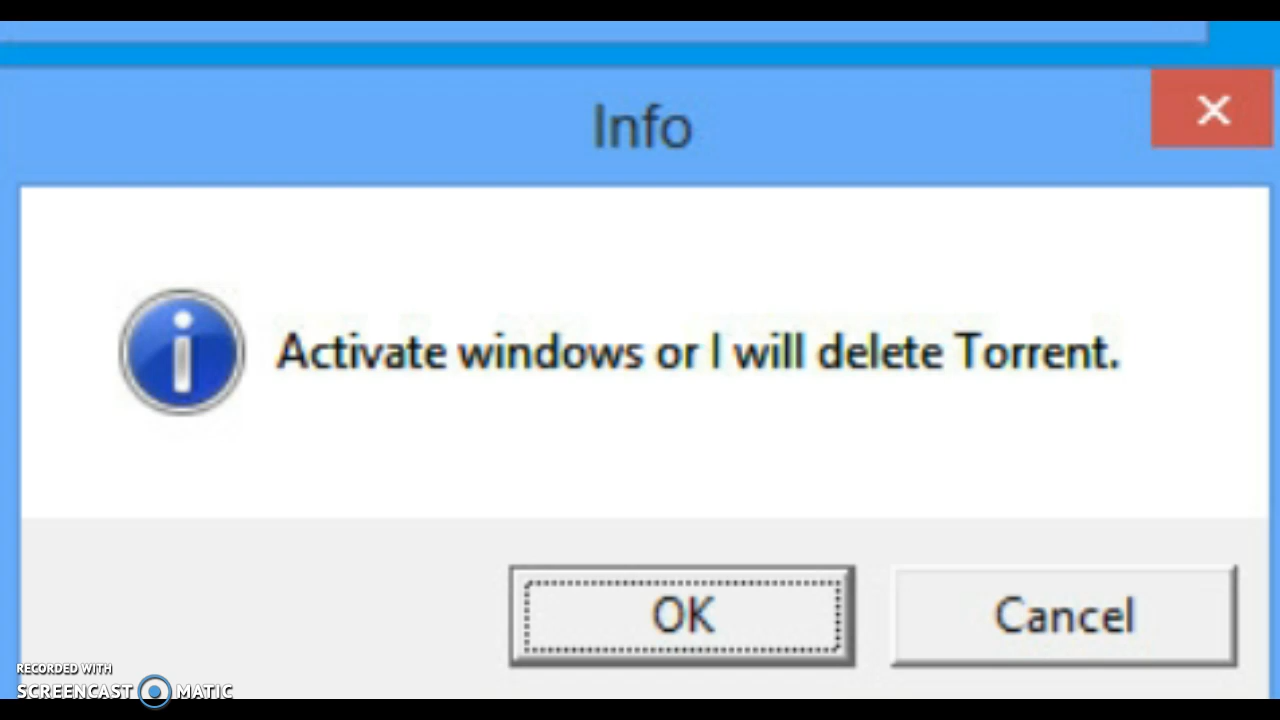 Info
Activate windows or I will delete Torrent.
OK
Cancel
RECORDED WITH
SCREENCAST MATIC